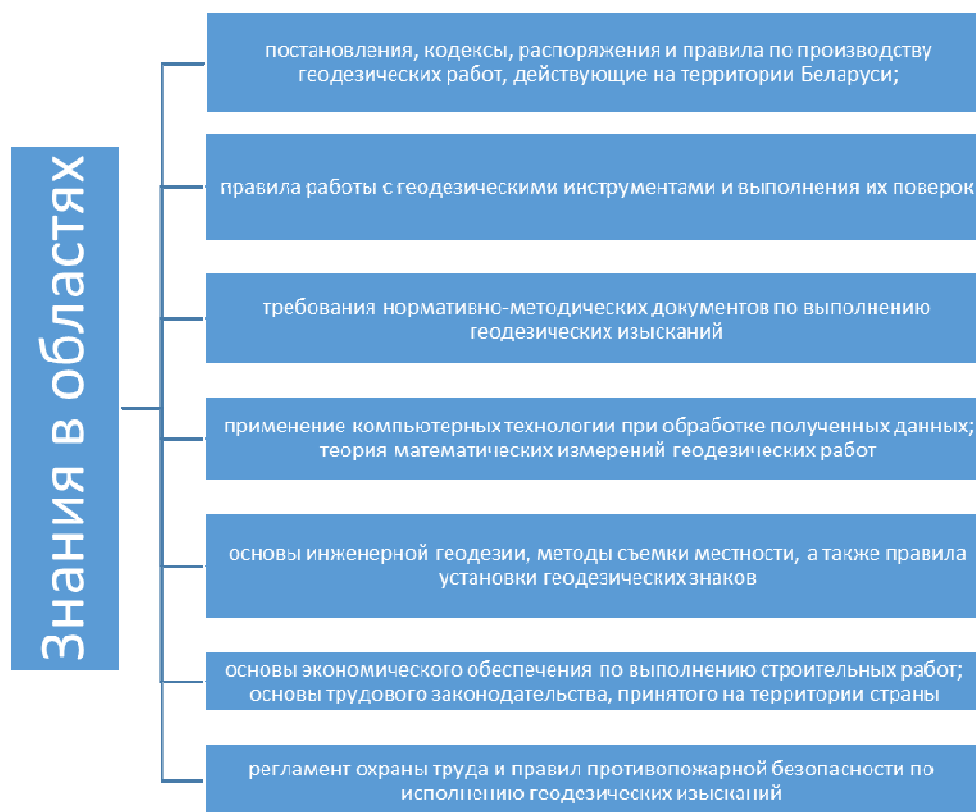 Знания в областях
постановления, кодексы, распоряжения и правила по производству
геодезических работ, действующие на территории Беларуси;
правила работы с геодезическими инструментами и выполнения их поверок
требования нормативно-методических документов по выполнению
геодезических изысканий
применение компьютерных технологии при обработке полученных данных;
теория математических измерений геодезических работ
основы инженерной геодезии, методы съемки местности, а также правила
установки геодезических знаков
основы экономического обеспечения по выполнению строительных работ;
основы трудового законодательства, принятого на территории страны
регламент охраны труда и правил противопожарной безопасности по
исполнению геодезических изысканий